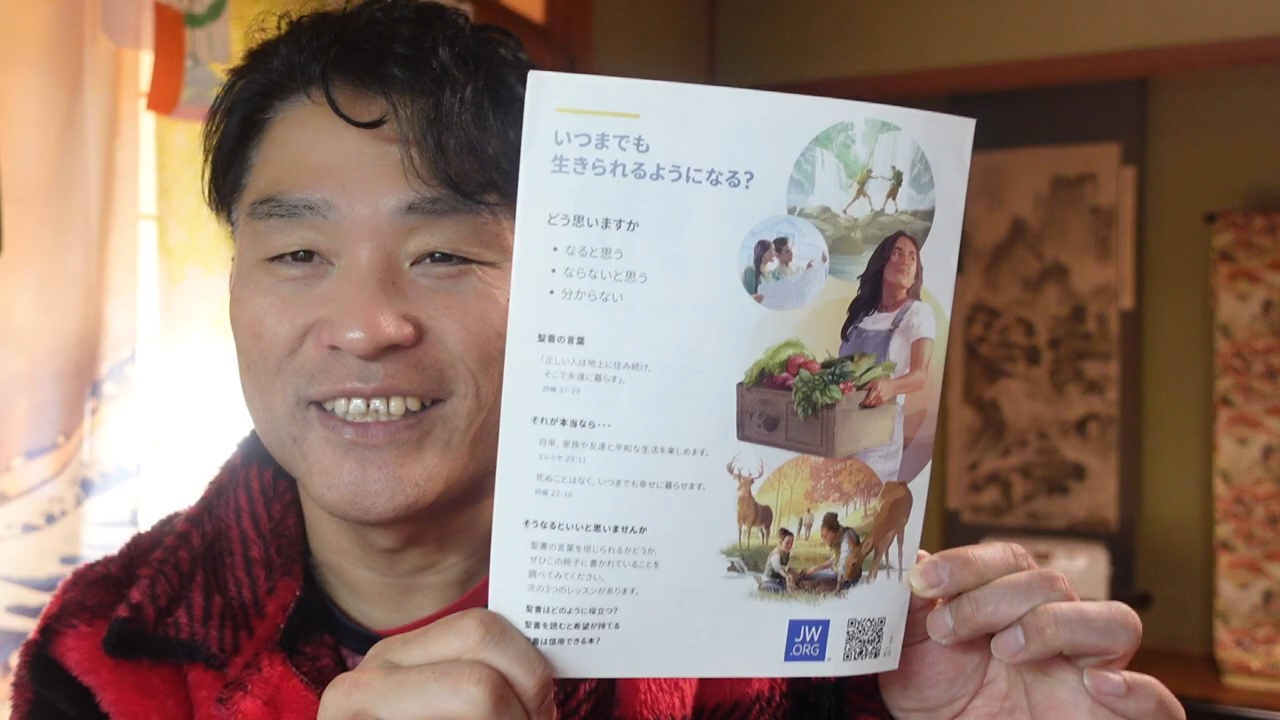 いつまでも
生きられるようになる?
どう思いますか
• なると思う
• ならないと思う
• 分からない
聖書の言葉
「正しい人は地上に住み続け,
そこで永遠に暮らす」。
詩編 37:29
それが本当なら・・・
将来, 家族や友達と平和な生活を楽しめます。
エレミヤ 29:11
死ぬことはなく, いつまでも幸せに暮らせます。
詩編 22:26
そうなるといいと思いませんか
聖書の言葉を信じられるかどうか,
ぜひこの冊子に書かれていることを
調べてみてください。
次の3つのレッスンがあります。
聖書はどのように役立つ?
聖書を読むと希望が持てる
書は信用できる本?
JW
.ORG